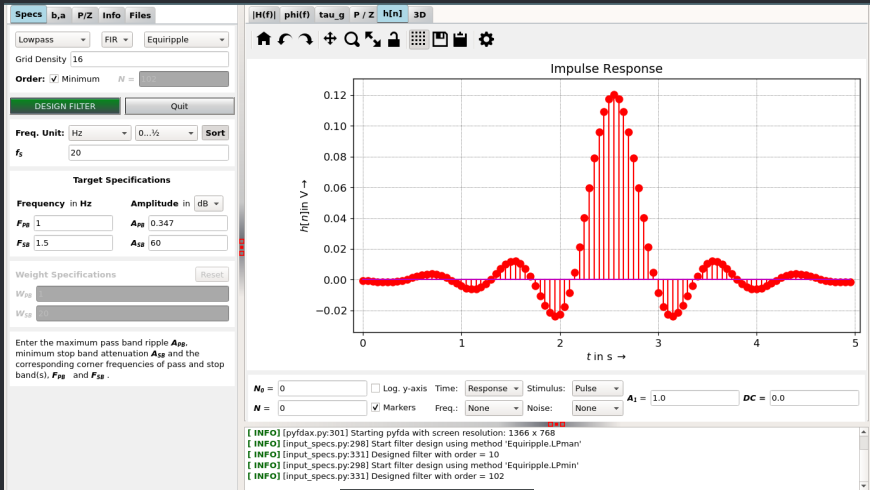 Specs b,a P/Z Info Files
Lowpass FIR Equiripple
Grid Density 16
Order: Minimum N = 102
DESIGN FILTER Quit
Freq. Unit: Hz 0...½ Sort
fS 20
Target Specifications
Frequency in Hz Amplitude in dB
FPB 1 APB 0.347
FSB 1.5 ASB 60
Weight Specifications Reset
WPB
WSB
Enter the maximum pass band ripple APB,
minimum stop band attenuation ASB and the
corresponding corner frequencies of pass and stop
band(s), FPB and FSB .
|H(f)| phi(f) tau_g P / Z h[n] 3D
Impulse Response
h[n] in V →
0.12
0.10
0.08
0.06
0.04
0.02
0.00
−0.02
0 1 2 3 4 5
t in s →
N0 = 0 Log. y-axis Time: Response Stimulus: Pulse
A1 = 1.0 DC = 0.0
N = 0 Markers Freq.: None Noise: None
[ INFO] [pyfdax.py:301] Starting pyfda with screen resolution: 1366 x 768
[ INFO] [input_specs.py:298] Start filter design using method 'Equiripple.LPman'
[ INFO] [input_specs.py:331] Designed filter with order = 10
[ INFO] [input_specs.py:298] Start filter design using method 'Equiripple.LPmin'
[ INFO] [input_specs.py:331] Designed filter with order = 102